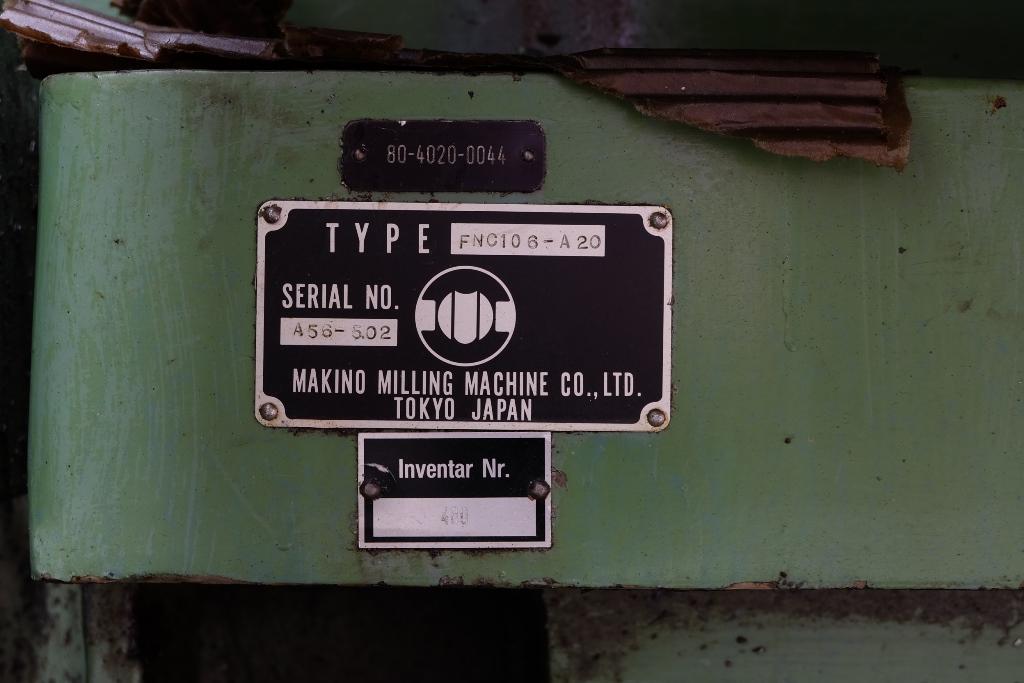 80-4020-0044
TYPE FNC106-A20
SERIAL NO.
A56-502
MAKINO MILLING MACHINE CO.,LTD.
TOKYO JAPAN
Inventar Nr.
480